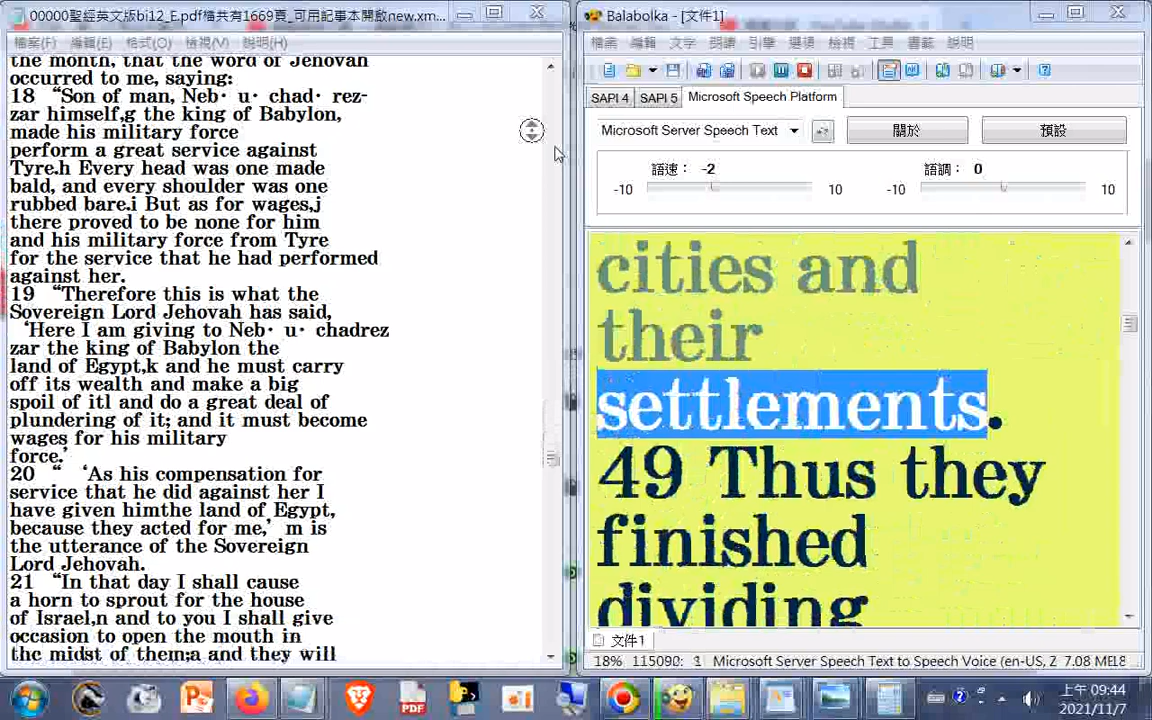 00000聖經英文版bi12_E.pdf檔共有1669頁_可用記事本開啟new.xm...
檔案(F) 編輯(E) 格式(O) 檢視(V) 說明(H)
the month, that the word of Jehovah
occurred to me, saying:
18 “Son of man, Neb· u· chad· rez-
zar himself,g the king of Babylon,
made his military force
perform a great service against
Tyre.h Every head was one made
bald, and every shoulder was one
rubbed bare.i But as for wages,j
there proved to be none for him
and his military force from Tyre
for the service that he had performed
against her.
19 “Therefore this is what the
Sovereign Lord Jehovah has said,
‘Here I am giving to Neb· u· chadrez
zar the king of Babylon the
land of Egypt,k and he must carry
off its wealth and make a big
spoil of itl and do a great deal of
plundering of it; and it must become
wages for his military
force.’
20 “ ‘As his compensation for
service that he did against her I
have given himthe land of Egypt,
because they acted for me,’ m is
the utterance of the Sovereign
Lord Jehovah.
21 “In that day I shall cause
a horn to sprout for the house
of Israel,n and to you I shall give
occasion to open the mouth in
the midst of them;a and they will
Balabolka - [文件1]
檔案 編輯 文字 朗讀 引擎 選項 檢視 工具 書籤 說明
SAPI 4 SAPI 5 Microsoft Speech Platform
Microsoft Server Speech Text 關於 預設
語速: -2 語調: 0
-10 10 -10 10
cities and
their
settlements.
49 Thus they
finished
dividing
文件1
18% 115090: 1 Microsoft Server Speech Text to Speech Voice (en-US, 7.08 MEL8
PDF
上午 09:44
2021/11/7